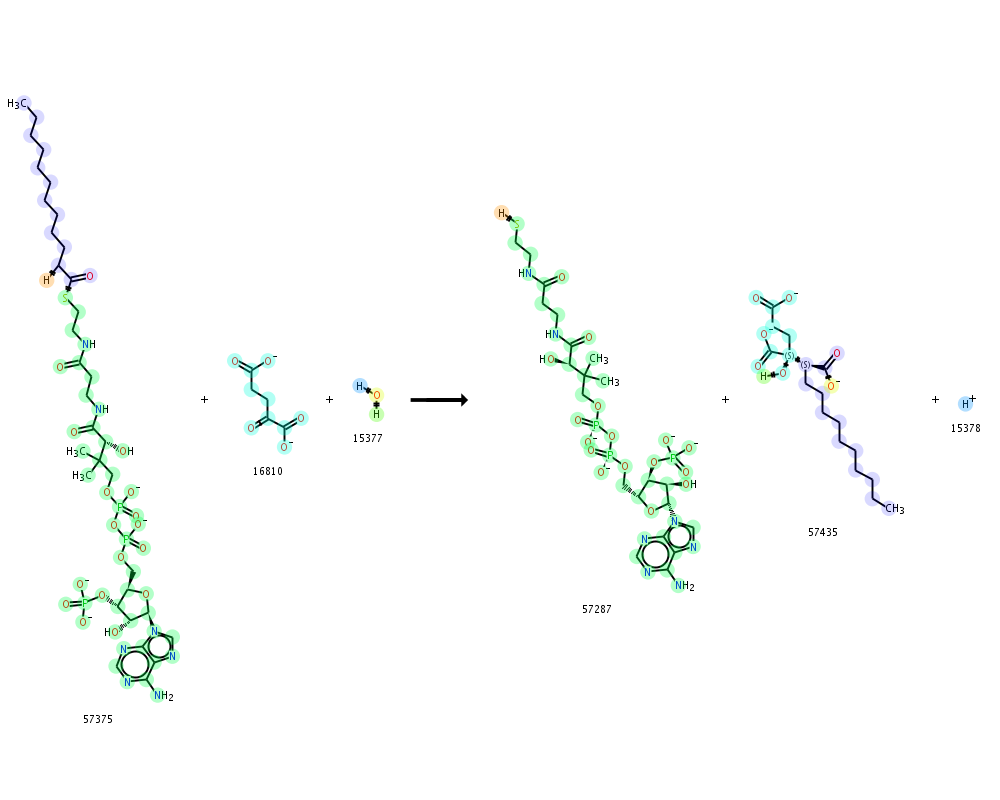 H₃C
H
O
S
NH
O
NH
O
OH
H₃C
H₃C
O
O⁻
P
O
O⁻
O
P
O
O
O⁻
O
O
P
O
O⁻
HO
N
N
N
N
NH₂
57375
+
O
O⁻
O
O
O⁻
16810
+
H
O
H
15377
H
S
HN
O
HN
O
HO
CH₃
CH₃
O
O
P
O⁻
O
O
P
O⁻
O
O⁻
O⁻
O
P
O
OH
O
N
N
N
N
N
NH₂
57287
+
O
O⁻
O⁻
O
(S)
(S)
O
H
O
O⁻
CH₃
57435
+
H⁺
15378